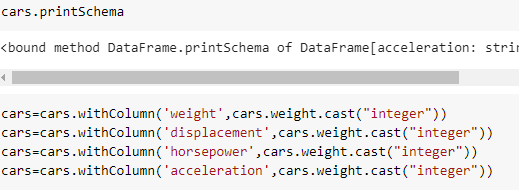 cars.printSchema
<bound method DataFrame.printSchema of DataFrame[acceleration: strin
cars=cars.withColumn('weight',cars.weight.cast("integer"))
cars=cars.withColumn('displacement',cars.weight.cast("integer"))
cars=cars.withColumn('horsepower',cars.weight.cast("integer"))
cars=cars.withColumn('acceleration',cars.weight.cast("integer"))